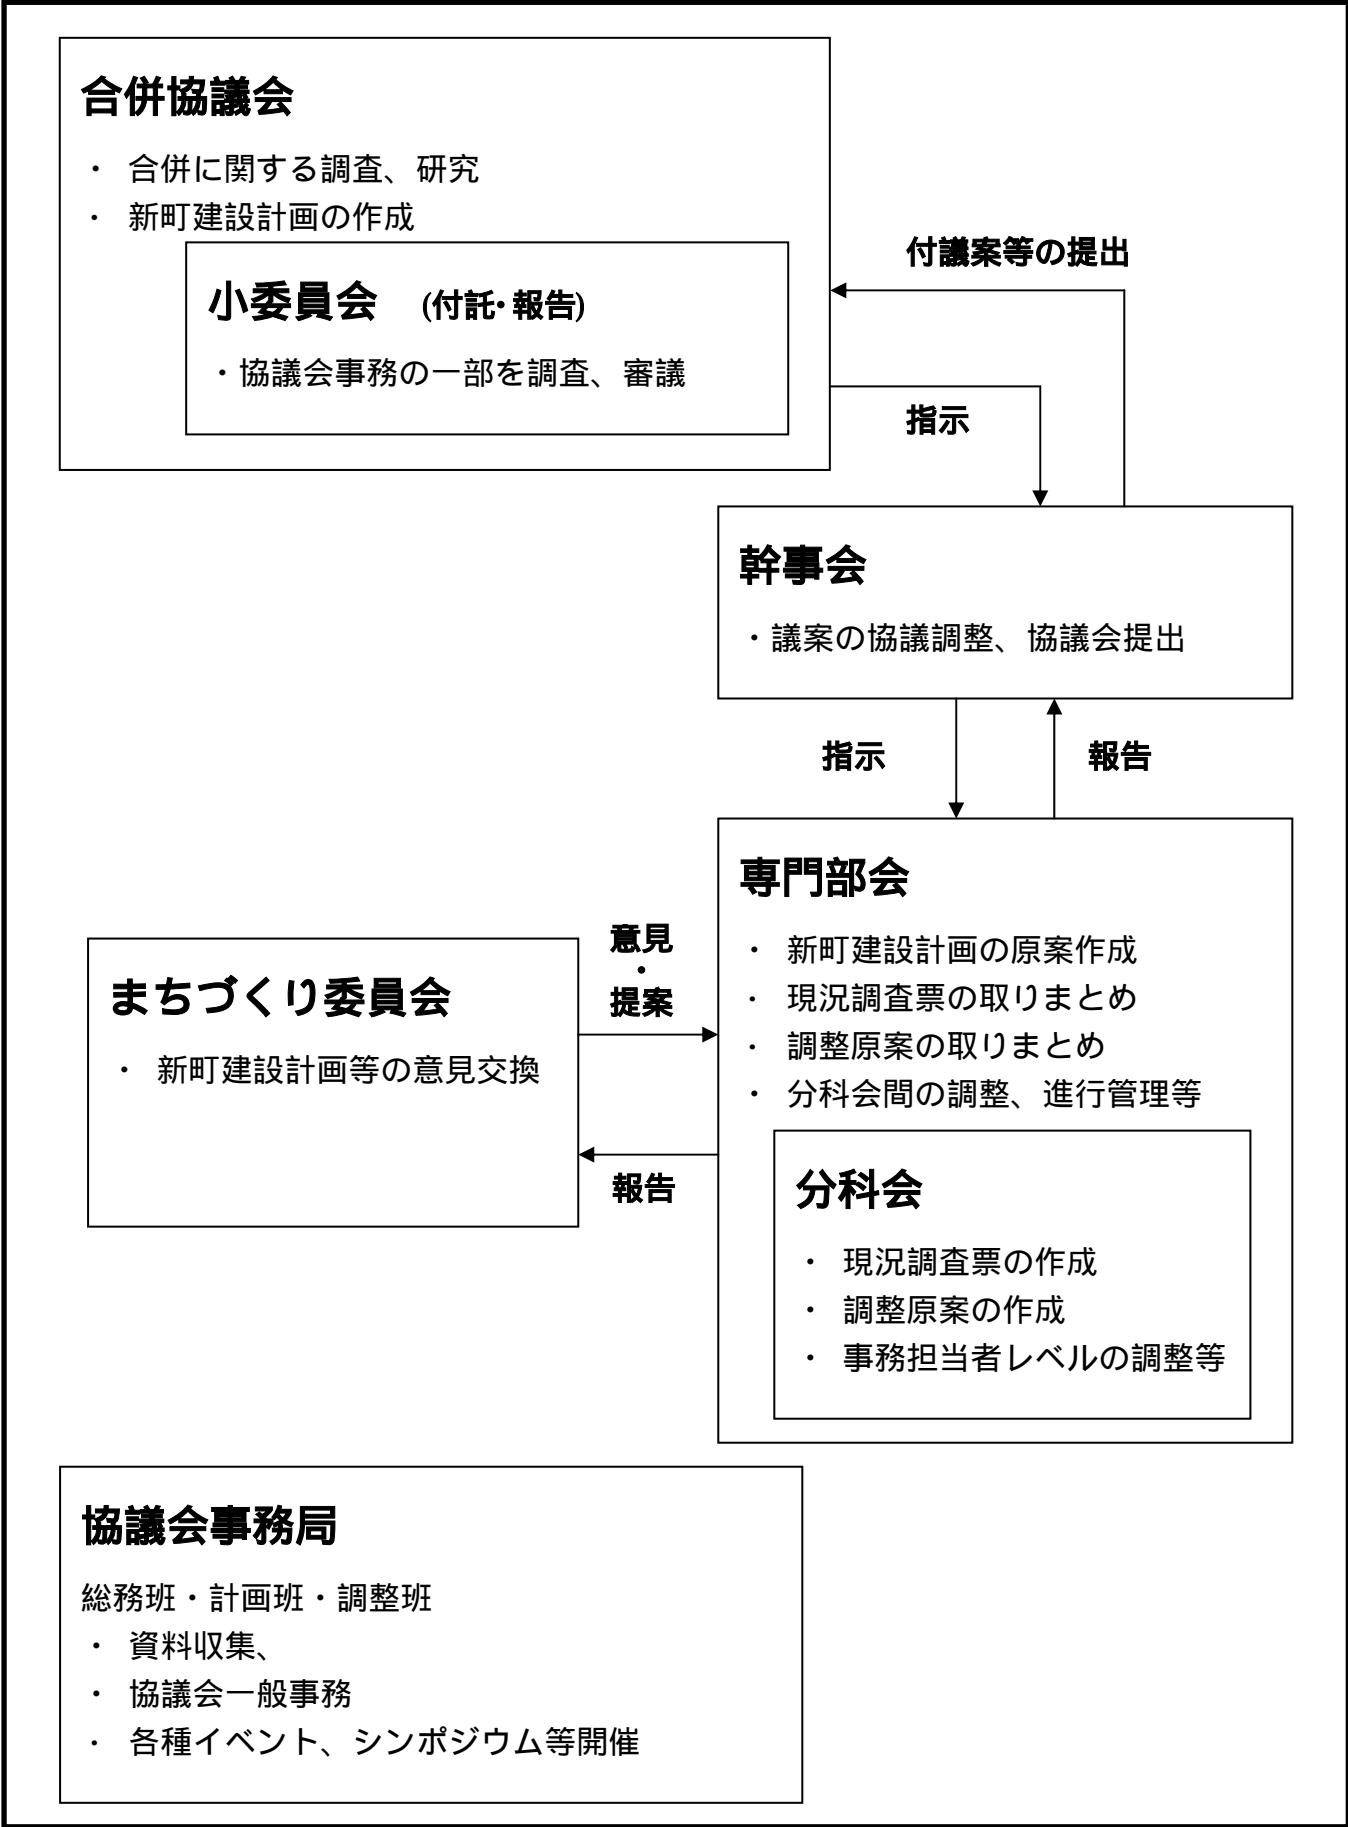 合併協議会
・ 合併に関する調査、研究
・ 新町建設計画の作成
小委員会 (付託・報告)
・協議会事務の一部を調査、審議
付議案等の提出
指示
幹事会
・議案の協議調整、協議会提出
指示
報告
専門部会
・ 新町建設計画の原案作成
・ 現況調査票の取りまとめ
・ 調整原案の取りまとめ
・ 分科会間の調整、進行管理等
分科会
・ 現況調査票の作成
・ 調整原案の作成
・ 事務担当者レベルの調整等
意見
・
提案
報告
まちづくり委員会
・ 新町建設計画等の意見交換
協議会事務局
総務班・計画班・調整班
・ 資料収集、
・ 協議会一般事務
・ 各種イベント、シンポジウム等開催